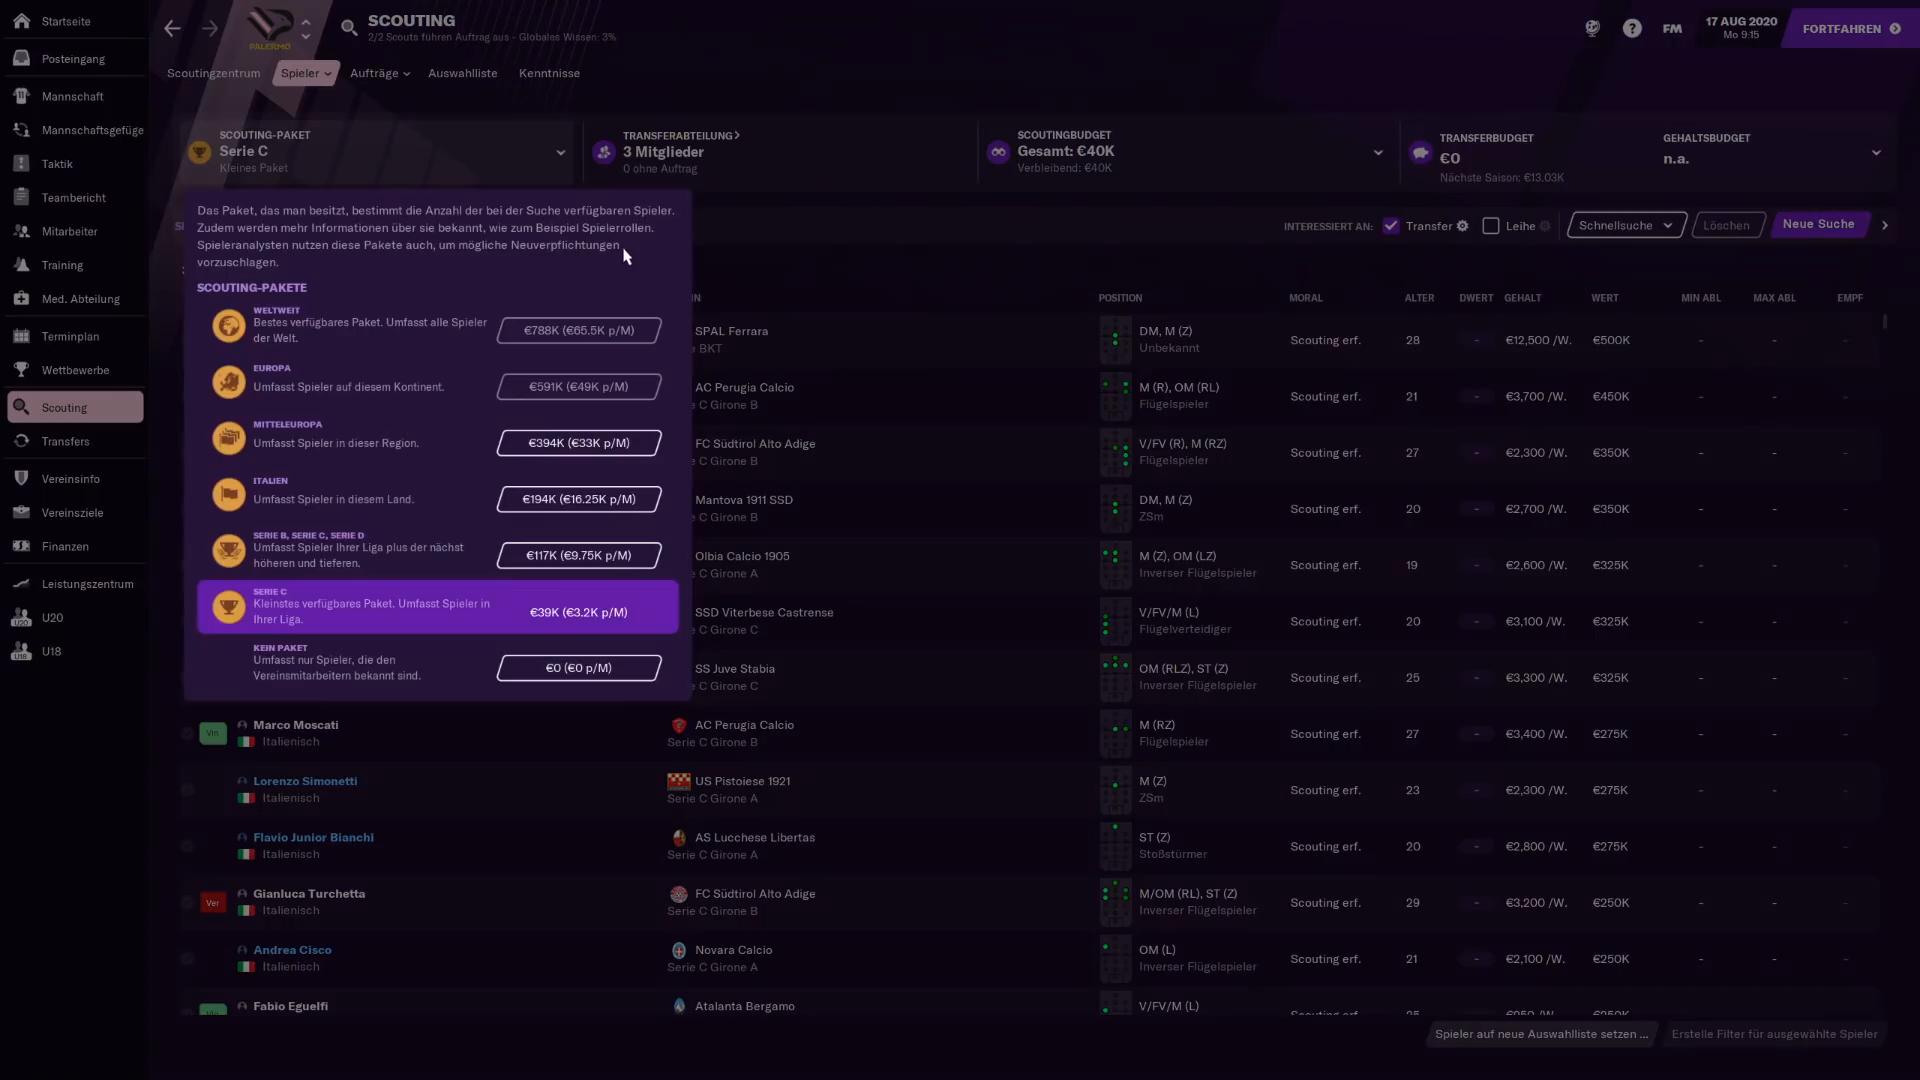 Startseite
Posteingang
Mannschaft
Mannschaftsgefüge
Taktik
Teambericht
Mitarbeiter
Training
Med. Abteilung
Terminplan
Wettbewerbe
Scouting
Transfers
Vereinsinfo
Vereinsziele
Finanzen
Leistungszentrum
U20
U18
PALERMO
SCOUTING
2/2 Scouts führen Auftrag aus - Globales Wissen: 3%
FM
17 AUG 2020
Mo 9:15
FORTFAHREN
Scoutingzentrum Spieler Aufträge Auswahlliste Kenntnisse
SCOUTING-PAKET
Serie C
Kleines Paket
TRANSFERABTEILUNG>
3 Mitglieder
0 ohne Auftrag
SCOUTINGBUDGET
Gesamt: €40K
Verbleibend: €40K
TRANSFERBUDGET
€0
Nächste Saison: €13.03K
GEHALTSBUDGET
n.a.
INTERESSIERT AN: Transfer Leihe Schnellsuche Löschen Neue Suche
Das Paket, das man besitzt, bestimmt die Anzahl der bei der Suche verfügbaren Spieler.
Zudem werden mehr Informationen über sie bekannt, wie zum Beispiel Spielerrollen.
Spieleranalysten nutzen diese Pakete auch, um mögliche Neuverpflichtungen
vorzuschlagen.
SCOUTING-PAKETE
WELTWEIT
Bestes verfügbares Paket. Umfasst alle Spieler
der Welt.
€788K (€65.5K p/M)
EUROPA
Umfasst Spieler auf diesem Kontinent.
€591K (€49K p/M)
MITTELEUROPA
Umfasst Spieler in dieser Region.
€394K (€33K p/M)
ITALIEN
Umfasst Spieler in diesem Land.
€194K (€16.25K p/M)
SERIE B, SERIE C, SERIE D
Umfasst Spieler Ihrer Liga plus der nächst
höheren und tieferen.
€117K (€9.75K p/M)
SERIE C
Kleinstes verfügbares Paket. Umfasst Spieler in
Ihrer Liga.
€39K (€3.2K p/M)
KEIN PAKET
Umfasst nur Spieler, die den
Vereinsmitarbeitern bekannt sind.
€0 (€0 p/M)
POSITION MORAL ALTER DWERT GEHALT WERT MIN ABL MAX ABL EMPF
SPAL Ferrara DM, M (Z) Scouting erf. 28 - €12,500 /W. €500K - - -
BKT Unbekannt
AC Perugia Calcio M (R), OM (RL) Scouting erf. 21 - €3,700 /W. €450K - - -
C Girone B Flügelspieler
FC Südtirol Alto Adige V/FV (R), M (RZ) Scouting erf. 27 - €2,300 /W. €350K - - -
C Girone B Flügelspieler
Mantova 1911 SSD DM, M (Z) Scouting erf. 20 - €2,700 /W. €350K - - -
C Girone B ZSm
Olbia Calcio 1905 M (Z), OM (LZ) Scouting erf. 19 - €2,600 /W. €325K - - -
C Girone A Inverser Flügelspieler
SSD Viterbese Castrense V/FV/M (L) Scouting erf. 20 - €3,100 /W. €325K - - -
C Girone C Flügelverteidiger
SS Juve Stabia OM (RLZ), ST (Z) Scouting erf. 25 - €3,300 /W. €325K - - -
C Girone C Inverser Flügelspieler
Vin Marco Moscati AC Perugia Calcio M (RZ) Scouting erf. 27 - €3,400 /W. €275K - - -
Italienisch Serie C Girone B Flügelspieler
Lorenzo Simonetti US Pistoiese 1921 M (Z) Scouting erf. 23 - €2,300 /W. €275K - - -
Italienisch Serie C Girone A ZSm
Flavio Junior Bianchi AS Lucchese Libertas ST (Z) Scouting erf. 20 - €2,800 /W. €275K - - -
Italienisch Serie C Girone A Stoßstürmer
Ver Gianluca Turchetta FC Südtirol Alto Adige M/OM (RL), ST (Z) Scouting erf. 29 - €3,200 /W. €250K - - -
Italienisch Serie C Girone B Inverser Flügelspieler
Andrea Cisco Novara Calcio OM (L) Scouting erf. 21 - €2,100 /W. €250K - - -
Italienisch Serie C Girone A Inverser Flügelspieler
Fabio Eguelfi Atalanta Bergamo V/FV/M (L)
Spieler auf neue Auswahlliste setzen ... Erstelle Filter für ausgewählte Spieler